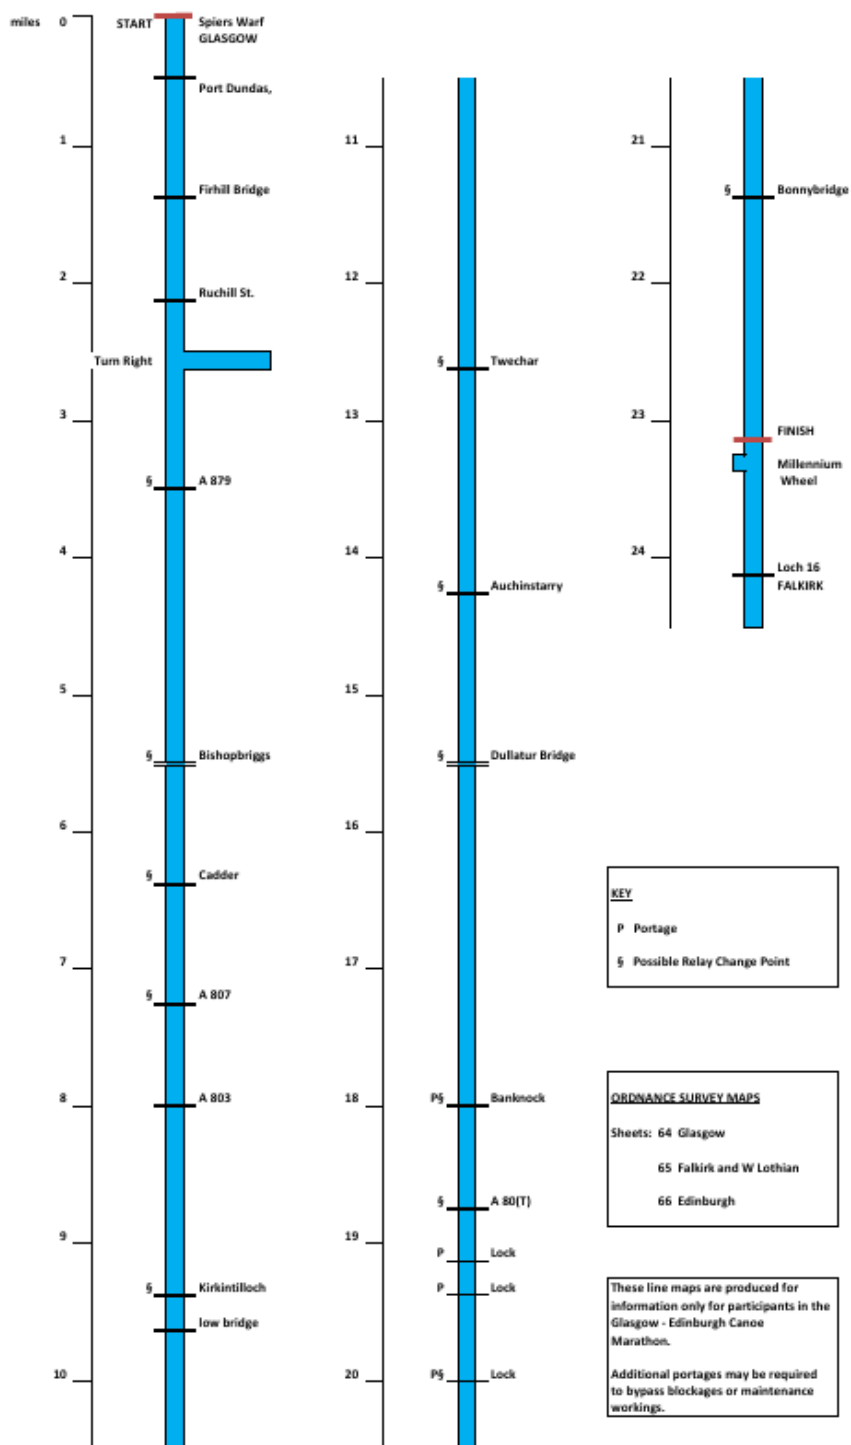 miles 0 START Spiers Warf
GLASGOW
Port Dundas,
1
Firhill Bridge
2
Ruchill St.
Turn Right
3
§ A 879
4
5
§ Bishopbriggs
6
§ Cadder
7
§ A 807
8 A 803
9
§ Kirkintilloch
low bridge
10
11
12
§ Twechar
13
14
§ Auchinstarry
15
§ Dullatur Bridge
16
17
18 P§ Banknock
§ A 80(T)
19
P Lock
P Lock
20 P§ Lock
21
§ Bonnybridge
22
23
FINISH
Millennium
Wheel
24
Loch 16
FALKIRK
KEY
P Portage
§ Possible Relay Change Point
ORDNANCE SURVEY MAPS
Sheets: 64 Glasgow
65 Falkirk and W Lothian
66 Edinburgh
These line maps are produced for
information only for participants in the
Glasgow - Edinburgh Canoe
Marathon.
Additional portages may be required
to bypass blockages or maintenance
workings.